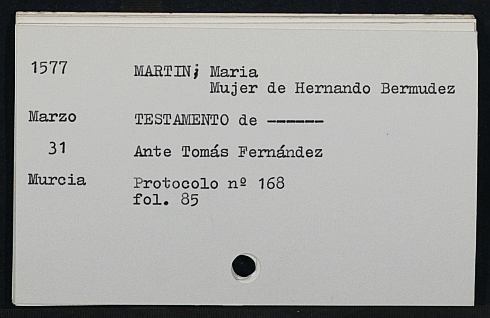 1577 MARTIN; Maria
Mujer de Hernando Bermudez
Marzo TESTAMENTO de ------
31 Ante Tomás Fernández
Murcia Protocolo nº 168
fol. 85